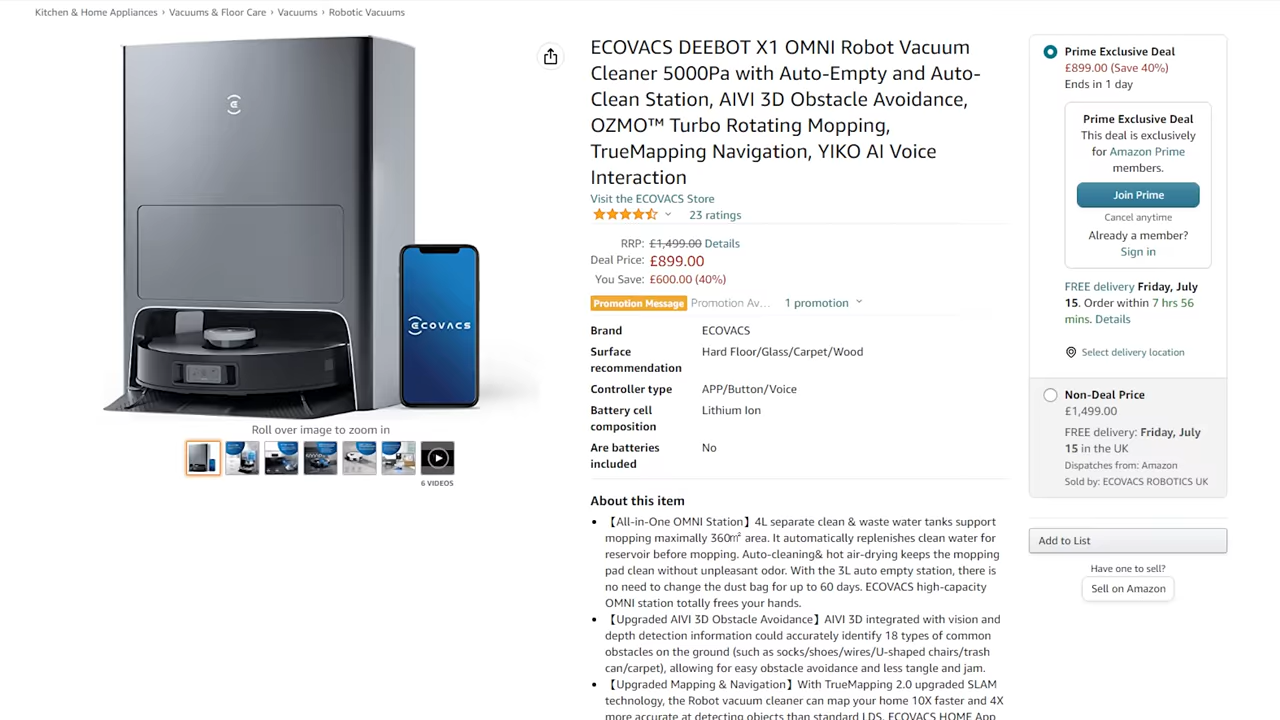 Kitchen & Home Appliances › Vacuums & Floor Care › Vacuums › Robotic Vacuums
ECOVACS
Roll over image to zoom in
6 VIDEOS
ECOVACS DEEBOT X1 OMNI Robot Vacuum
Cleaner 5000Pa with Auto-Empty and Auto-
Clean Station, AIVI 3D Obstacle Avoidance,
OZMO™ Turbo Rotating Mopping,
TrueMapping Navigation, YIKO AI Voice
Interaction
Visit the ECOVACS Store
23 ratings
RRP: £1,499.00 Details
Deal Price: £899.00
You Save: £600.00 (40%)
Promotion Message Promotion Av... 1 promotion
Brand ECOVACS
Surface Hard Floor/Glass/Carpet/Wood
recommendation
Controller type APP/Button/Voice
Battery cell Lithium Ion
composition
Are batteries No
included
About this item
• 【All-in-One OMNI Station】4L separate clean & waste water tanks support
mopping maximally 360㎡ area. It automatically replenishes clean water for
reservoir before mopping. Auto-cleaning& hot air-drying keeps the mopping
pad clean without unpleasant odor. With the 3L auto empty station, there is
no need to change the dust bag for up to 60 days. ECOVACS high-capacity
OMNI station totally frees your hands.
• 【Upgraded AIVI 3D Obstacle Avoidance】AIVI 3D integrated with vision and
depth detection information could accurately identify 18 types of common
obstacles on the ground (such as socks/shoes/wires/U-shaped chairs/trash
can/carpet), allowing for easy obstacle avoidance and less tangle and jam.
• 【Upgraded Mapping & Navigation】With TrueMapping 2.0 upgraded SLAM
technology, the Robot vacuum cleaner can map your home 10X faster and 4X
more accurate at detecting objects than standard LDS. ECOVACS HOME App
Prime Exclusive Deal
£899.00 (Save 40%)
Ends in 1 day
Prime Exclusive Deal
This deal is exclusively
for Amazon Prime
members.
Join Prime
Cancel anytime
Already a member?
Sign in
FREE delivery Friday, July
15. Order within 7 hrs 56
mins. Details
Select delivery location
Non-Deal Price
£1,499.00
FREE delivery: Friday, July
15 in the UK
Dispatches from: Amazon
Sold by: ECOVACS ROBOTICS UK
Add to List
Have one to sell?
Sell on Amazon